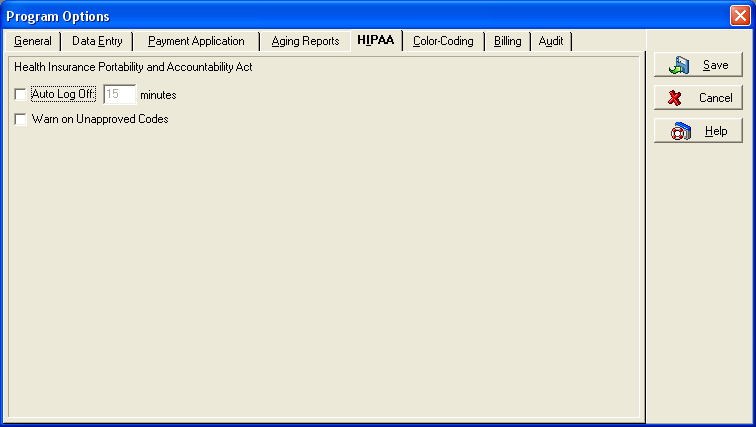 Program Options
General Data Entry Payment Application Aging Reports HIPAA Color-Coding Billing Audit
Health Insurance Portability and Accountability Act
Auto Log Off: 15 minutes
Warn on Unapproved Codes
Save
Cancel
Help